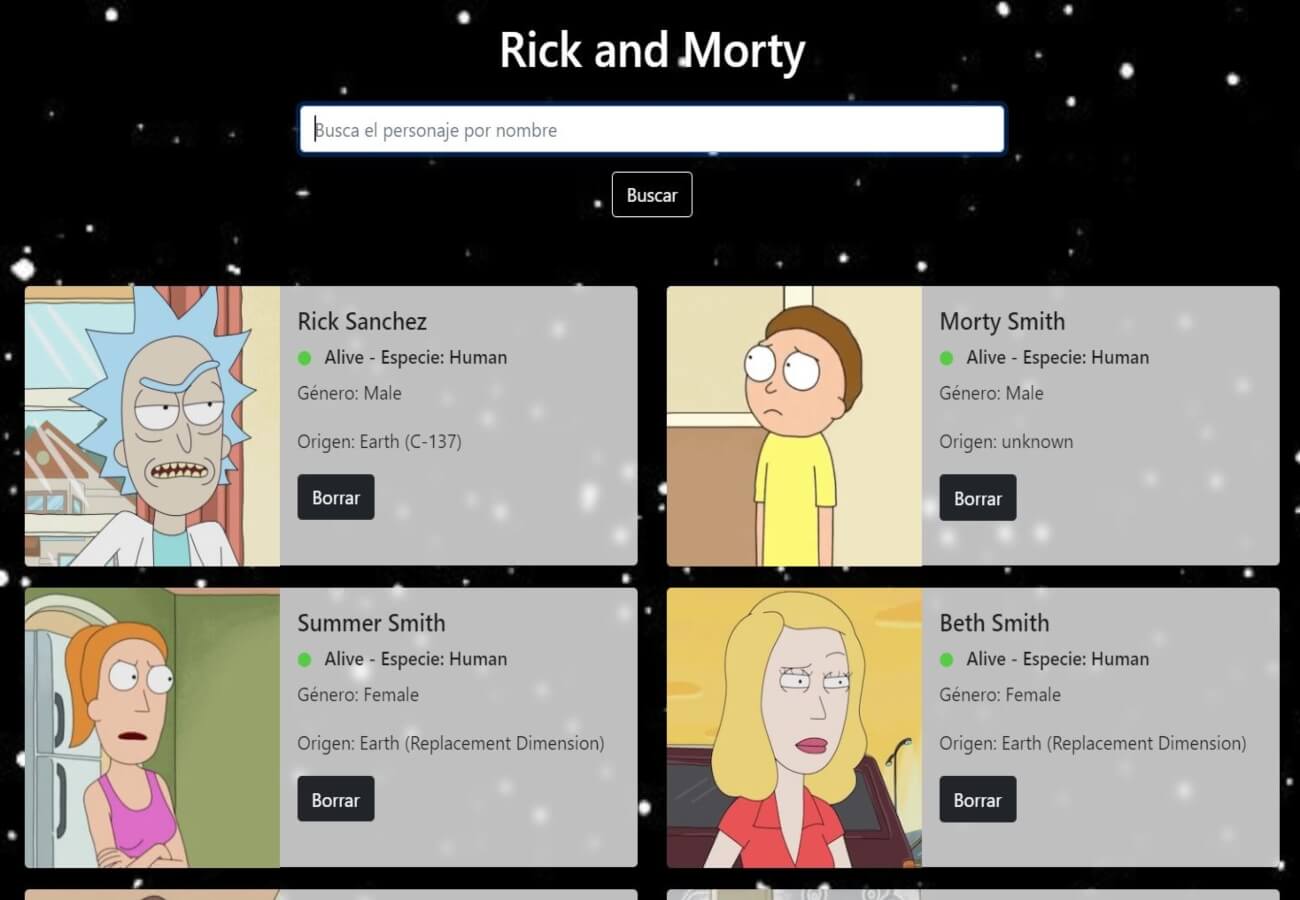 Rick and Morty
Busca el personaje por nombre
Buscar
Rick Sanchez
Alive - Especie: Human
Género: Male
Origen: Earth (C-137)
Borrar
Morty Smith
Alive - Especie: Human
Género: Male
Origen: unknown
Borrar
Summer Smith
Alive - Especie: Human
Género: Female
Origen: Earth (Replacement Dimension)
Borrar
Beth Smith
Alive - Especie: Human
Género: Female
Origen: Earth (Replacement Dimension)
Borrar